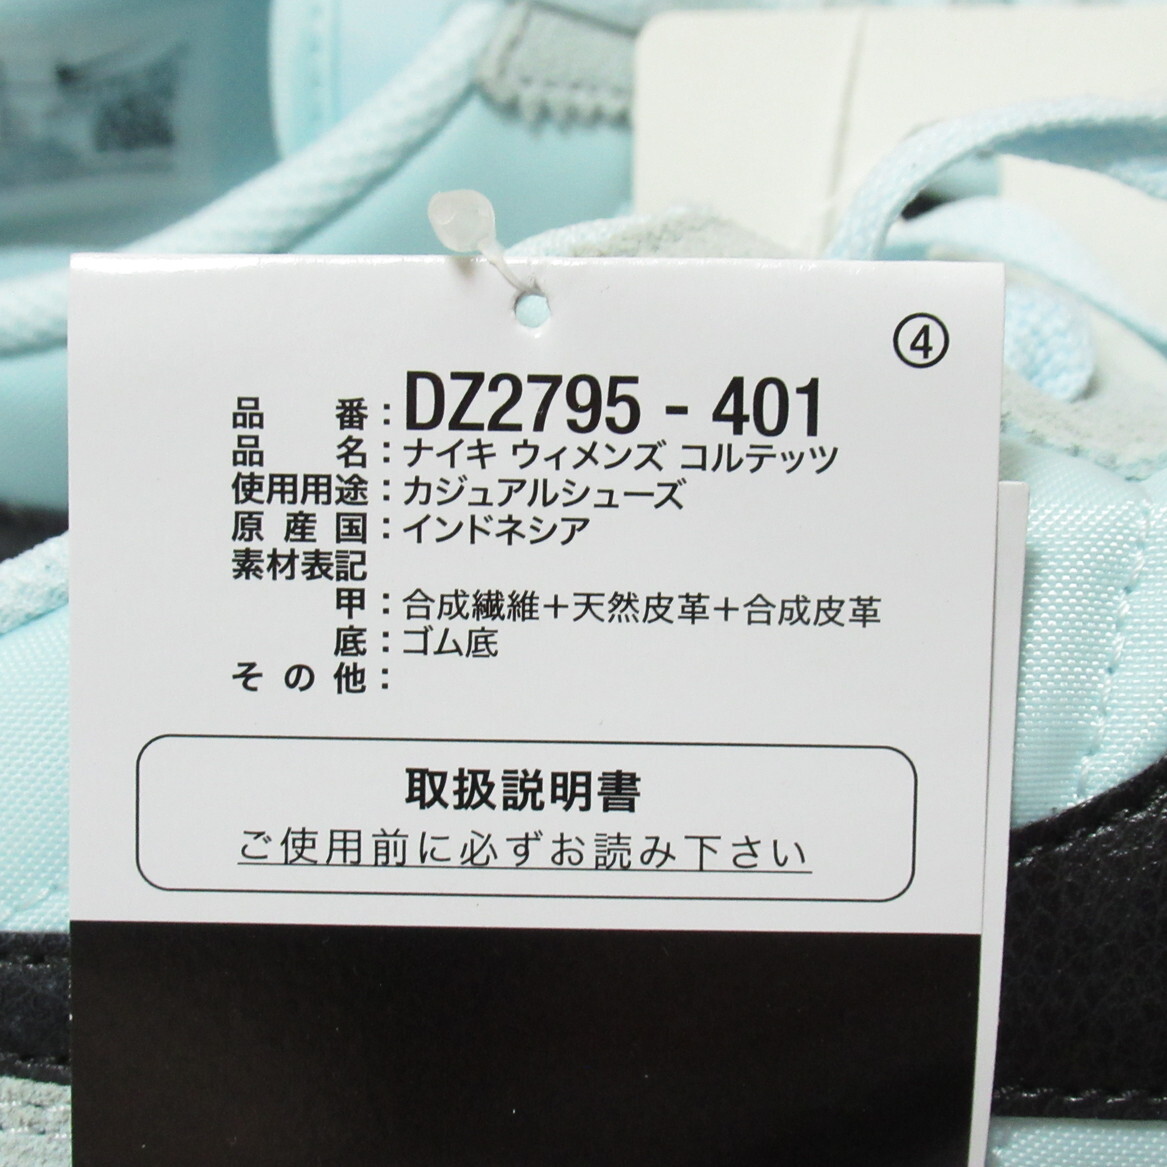 ④
品番：DZ2795 - 401
品名：ナイキ ウィメンズ コルテッツ
使用用途：カジュアルシューズ
原産国：インドネシア
素材表記
甲：合成繊維＋天然皮革＋合成皮革
底：ゴム底
その他：
取扱説明書
ご使用前に必ずお読み下さい